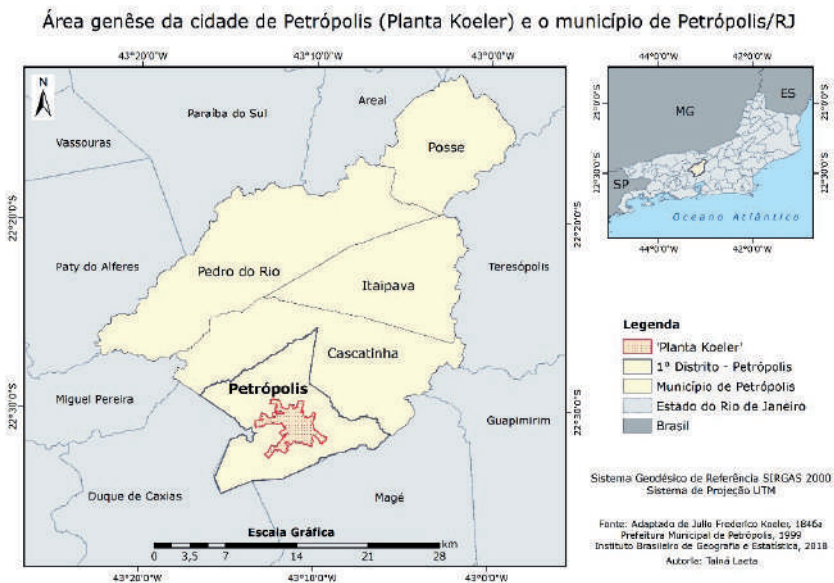 Área genêse da cidade de Petrópolis (Planta Koeler) e o município de Petrópolis/RJ
43°20'0"W 43°10'0"W 43°0'0"W
N
Areal
Paraíba do Sul
Vassouras
Posse
22°20'0"S
22°20'0"S
Paty do Alferes
Pedro do Rio
Teresópolis
Itaipava
Cascatinha
Petrópolis
Miguel Pereira
22°30'0"S
22°30'0"S
Guapimirim
Duque de Caxias
Magé
Escala Gráfica
km
0 3,5 7 14 21 28
43°20'0"W 43°10'0"W 43°0'0"W
ES
MG
SP
21°0'0"S
21°0'0"S
22°30'0"S
22°30'0"S
Oceano Atlântico
44°0'0"W 42°0'0"W
Legenda
'Planta Koeler'
1º Distrito - Petrópolis
Município de Petrópolis
Estado do Rio de Janeiro
Brasil
Sistema Geodésico de Referência SIRGAS 2000
Sistema de Projeção UTM
Fonte: Adaptado de Julio Frederico Koeler, 1846a
Prefeitura Municipal de Petrópolis, 1999
Instituto Brasileiro de Geografia e Estatística, 2018
Autoria: Tainá Laeta